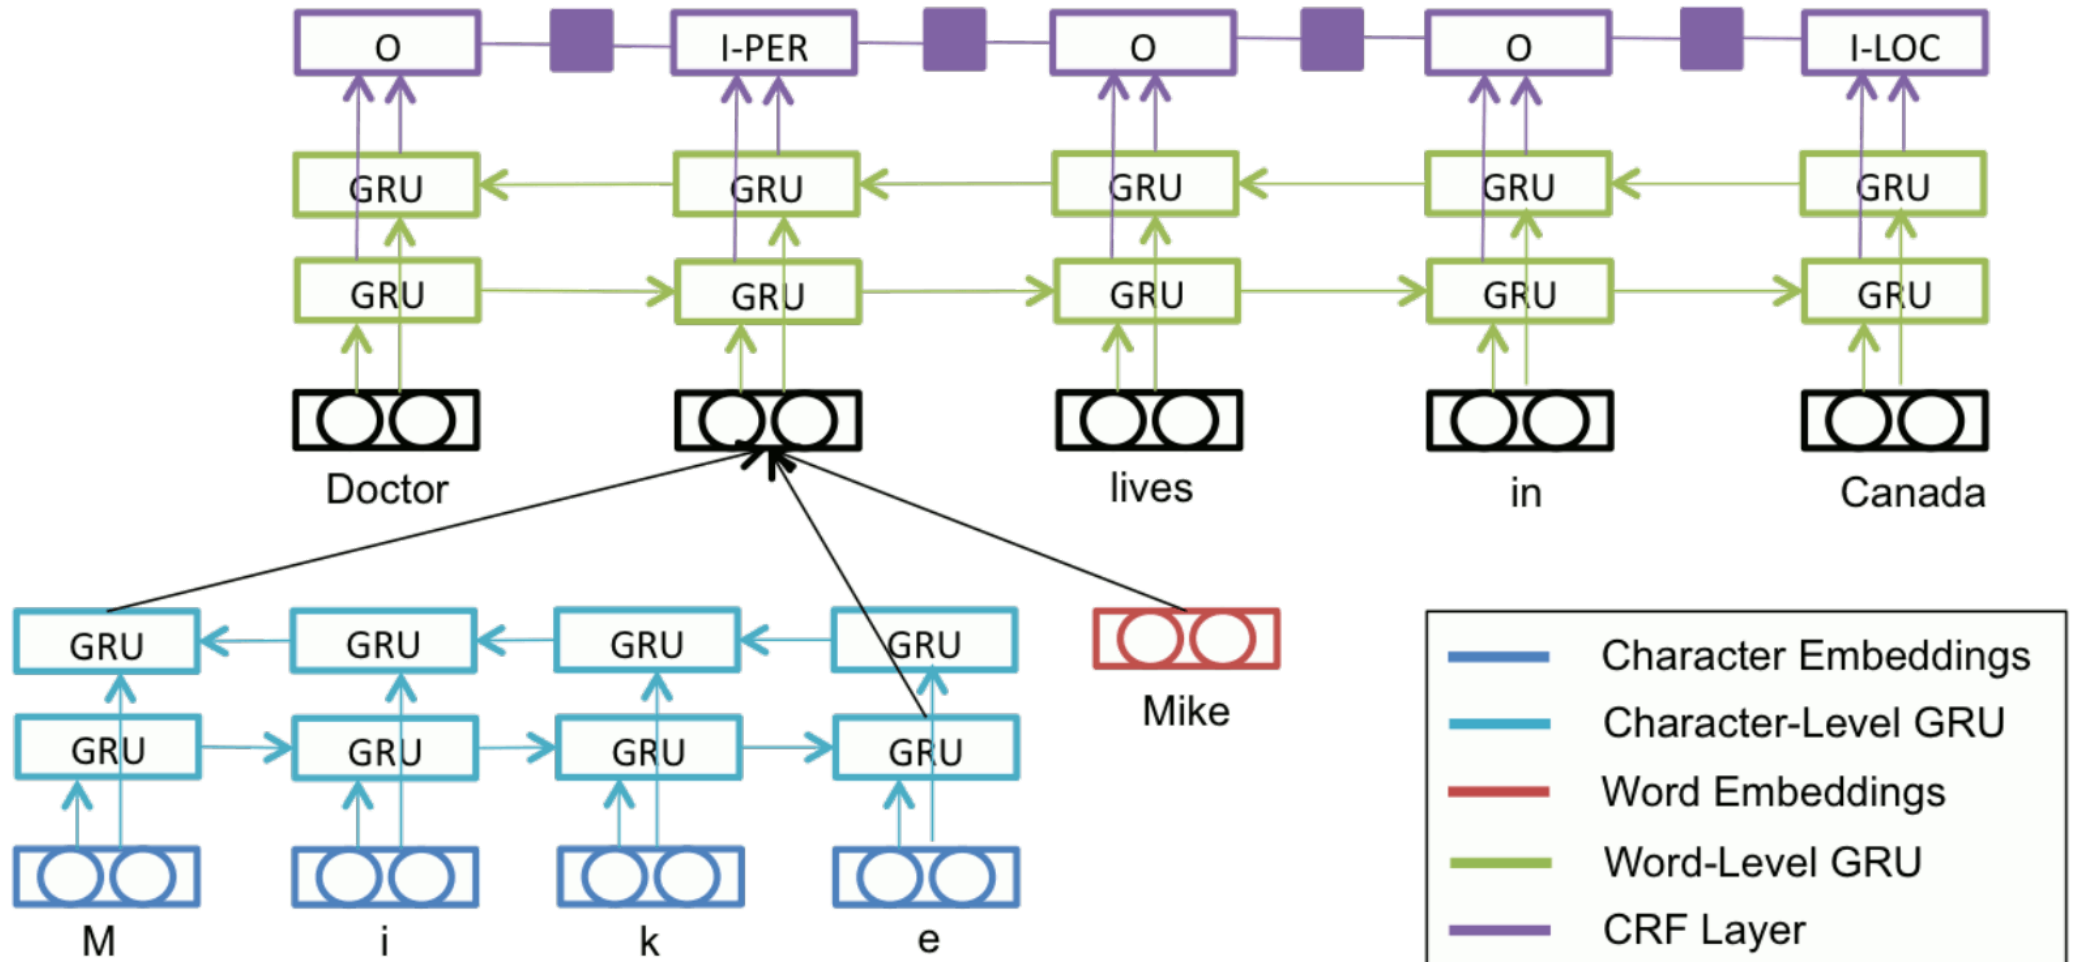 O I-PER O O I-LOC
GRU GRU GRU GRU GRU
GRU GRU GRU GRU GRU
Doctor lives in Canada
GRU GRU GRU GRU
GRU GRU GRU GRU
Mike
M i k e
Character Embeddings
Character-Level GRU
Word Embeddings
Word-Level GRU
CRF Layer